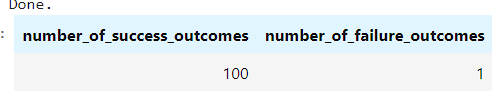 Done.
:
number_of_success_outcomes number_of_failure_outcomes
100 1